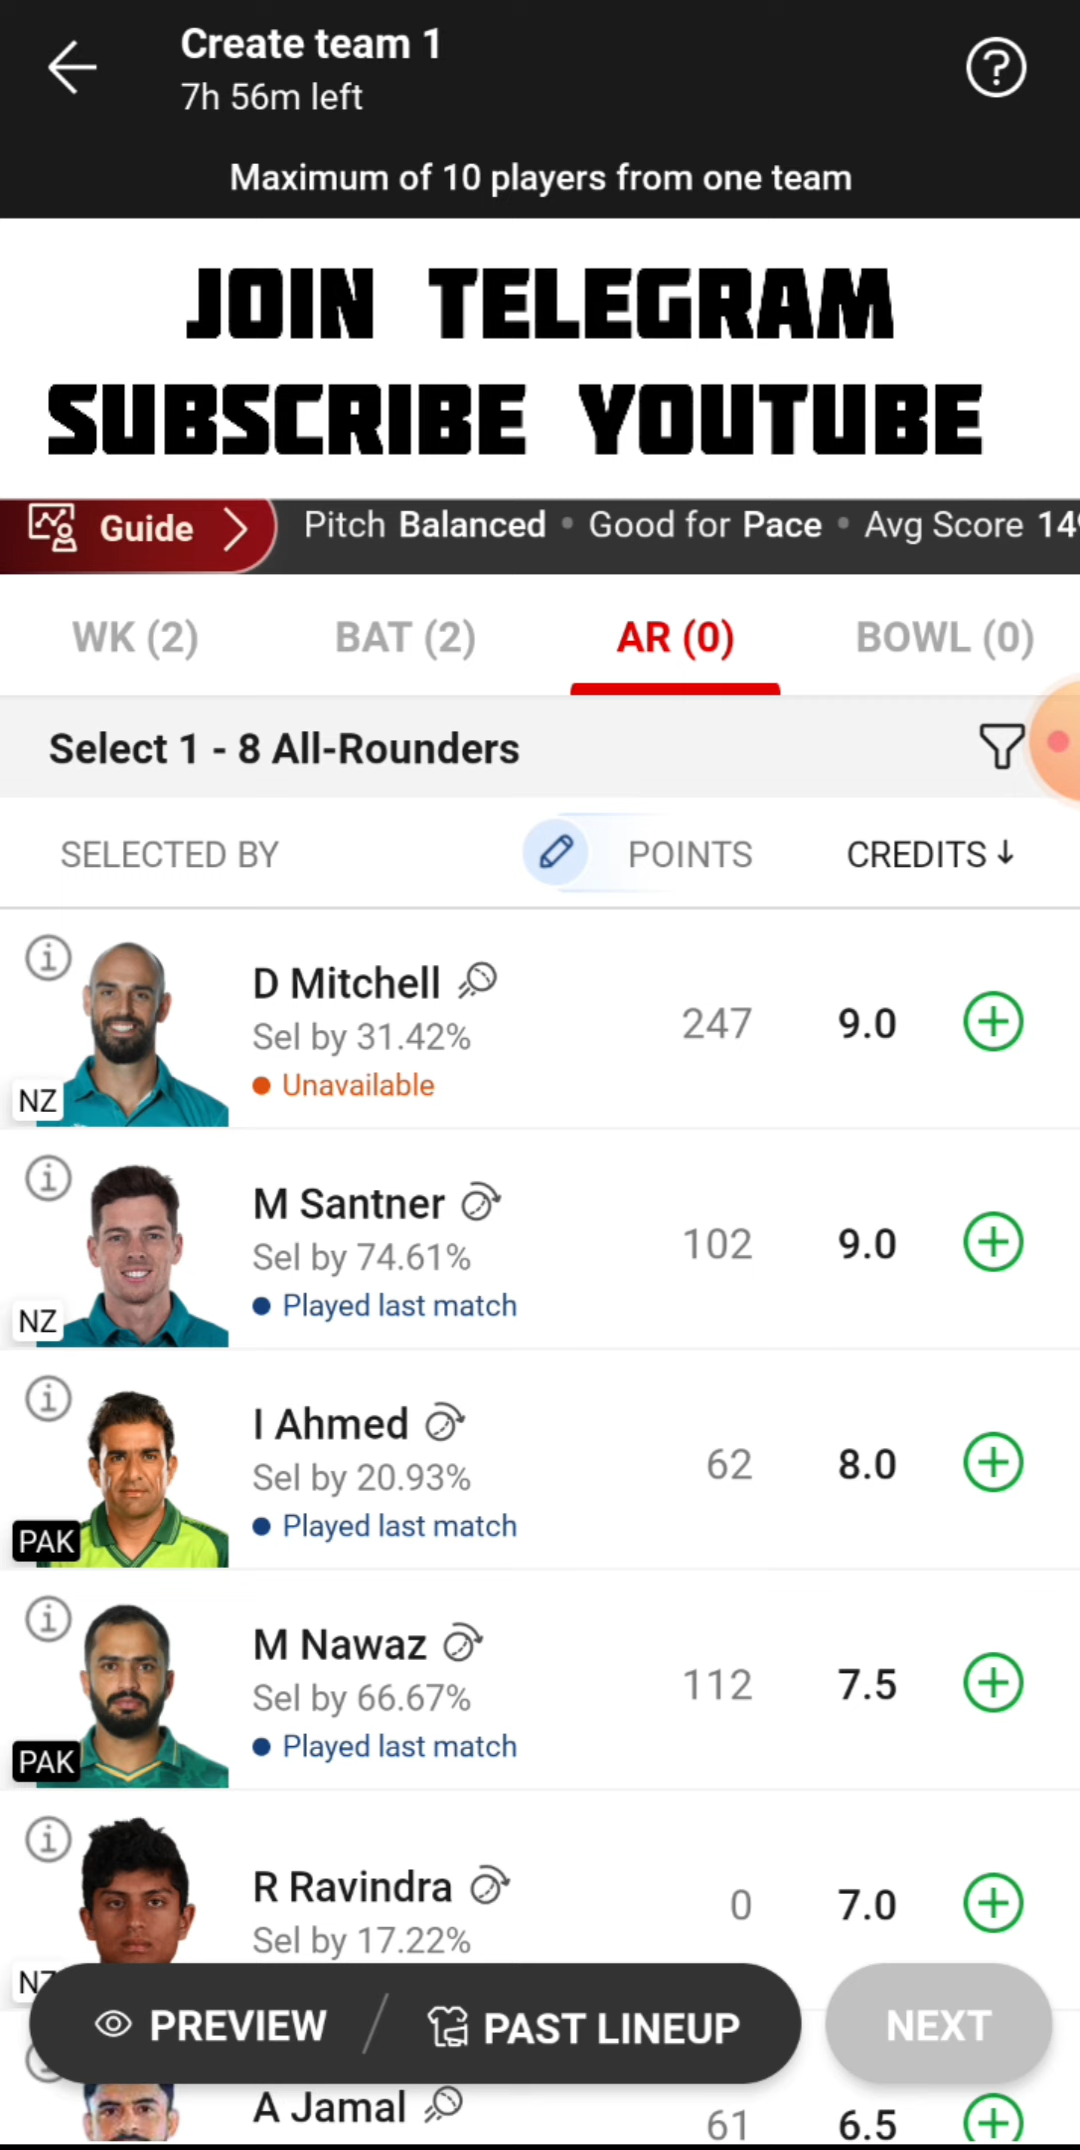 Create team 1
7h 56m left
Maximum of 10 players from one team
JOIN TELEGRAM
SUBSCRIBE YOUTUBE
Guide
Pitch Balanced • Good for Pace • Avg Score
WK (2) BAT (2) AR (0) BOWL (0)
Select 1 - 8 All-Rounders
SELECTED BY POINTS CREDITS ↓
D Mitchell
Sel by 31.42%
Unavailable
247 9.0
NZ
M Santner
Sel by 74.61%
Played last match
102 9.0
NZ
I Ahmed
Sel by 20.93%
Played last match
62 8.0
PAK
M Nawaz
Sel by 66.67%
Played last match
112 7.5
PAK
R Ravindra
Sel by 17.22%
0 7.0
NZ
PREVIEW / PAST LINEUP NEXT
A Jamal
61 6.5